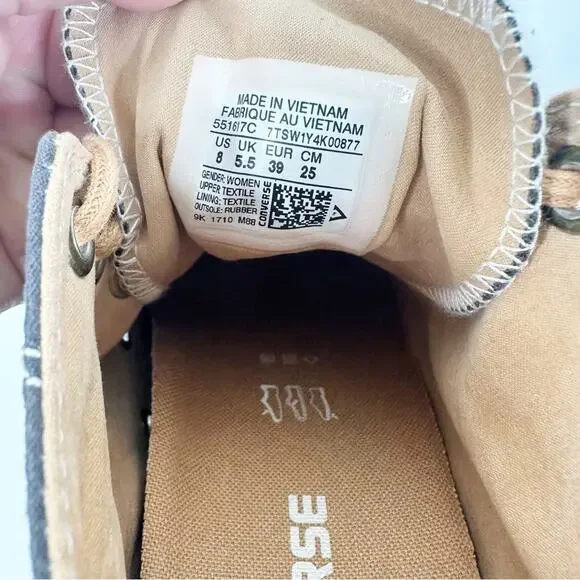 MADE IN VIETNAM
FABRIQUE AU VIETNAM
551617C 7TSW1Y4K00877
US UK EUR CM
8 5.5 39 25
GENDER: WOMEN
UPPER: TEXTILE
LINING: TEXTILE
OUTSOLE: RUBBER
9K 1710 M88
CONVERSE
RSE